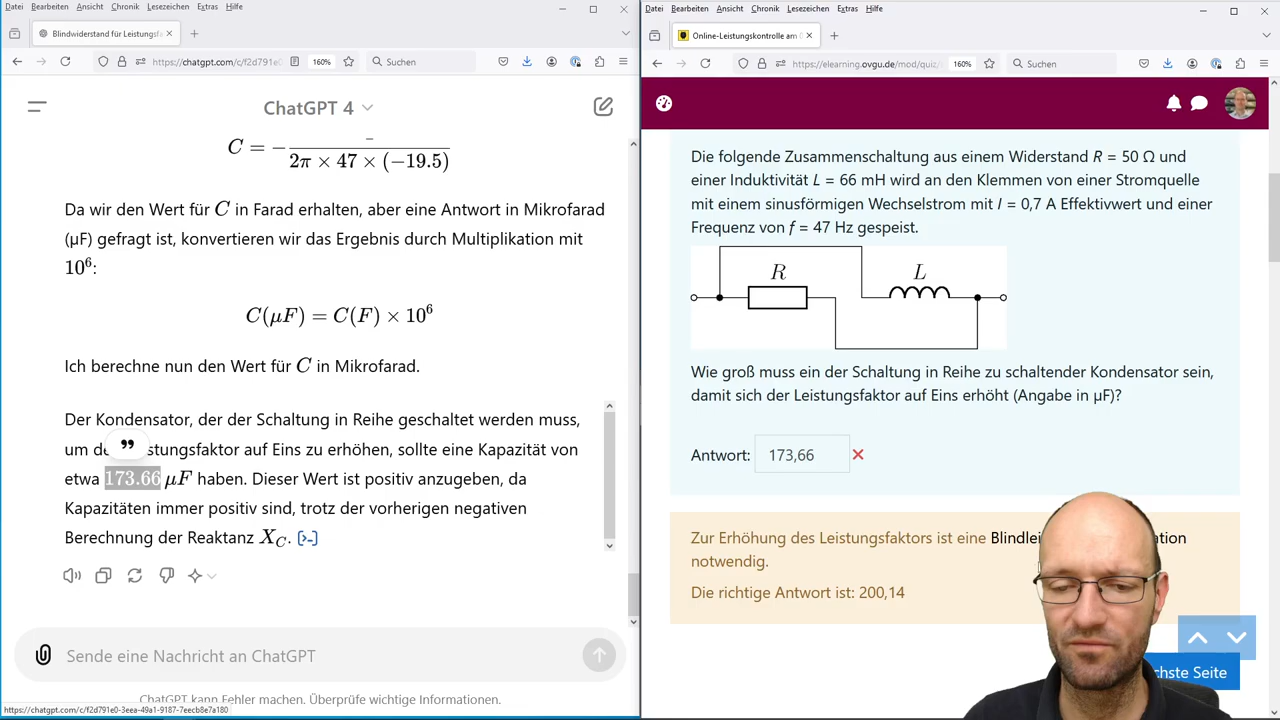 Datei Bearbeiten Ansicht Chronik Lesezeichen Extras Hilfe
Blindwiderstand für Leistungsf
https://chatgpt.com/c/f2d791e0
160%
Suchen
ChatGPT 4
C = − / 2π × 47 × (−19.5)
Da wir den Wert für C in Farad erhalten, aber eine Antwort in Mikrofarad
(μF) gefragt ist, konvertieren wir das Ergebnis durch Multiplikation mit
10⁶:
C(μF) = C(F) × 10⁶
Ich berechne nun den Wert für C in Mikrofarad.
Der Kondensator, der der Schaltung in Reihe geschaltet werden muss,
um de stungsfaktor auf Eins zu erhöhen, sollte eine Kapazität von
etwa 173.66 μF haben. Dieser Wert ist positiv anzugeben, da
Kapazitäten immer positiv sind, trotz der vorherigen negativen
Berechnung der Reaktanz X_C. [>-]
Sende eine Nachricht an ChatGPT
ChatGPT kann Fehler machen. Überprüfe wichtige Informationen.
https://chatgpt.com/c/f2d791e0-3eea-49a1-9187-7eecb8e7a180
Datei Bearbeiten Ansicht Chronik Lesezeichen Extras Hilfe
Online-Leistungskontrolle am
https://elearning.ovgu.de/mod/quiz/
160%
Suchen
Die folgende Zusammenschaltung aus einem Widerstand R = 50 Ω und
einer Induktivität L = 66 mH wird an den Klemmen von einer Stromquelle
mit einem sinusförmigen Wechselstrom mit I = 0,7 A Effektivwert und einer
Frequenz von f = 47 Hz gespeist.
R
L
Wie groß muss ein der Schaltung in Reihe zu schaltender Kondensator sein,
damit sich der Leistungsfaktor auf Eins erhöht (Angabe in μF)?
Antwort: 173,66
Zur Erhöhung des Leistungsfaktors ist eine Blindlei ation
notwendig.
Die richtige Antwort ist: 200,14
chste Seite